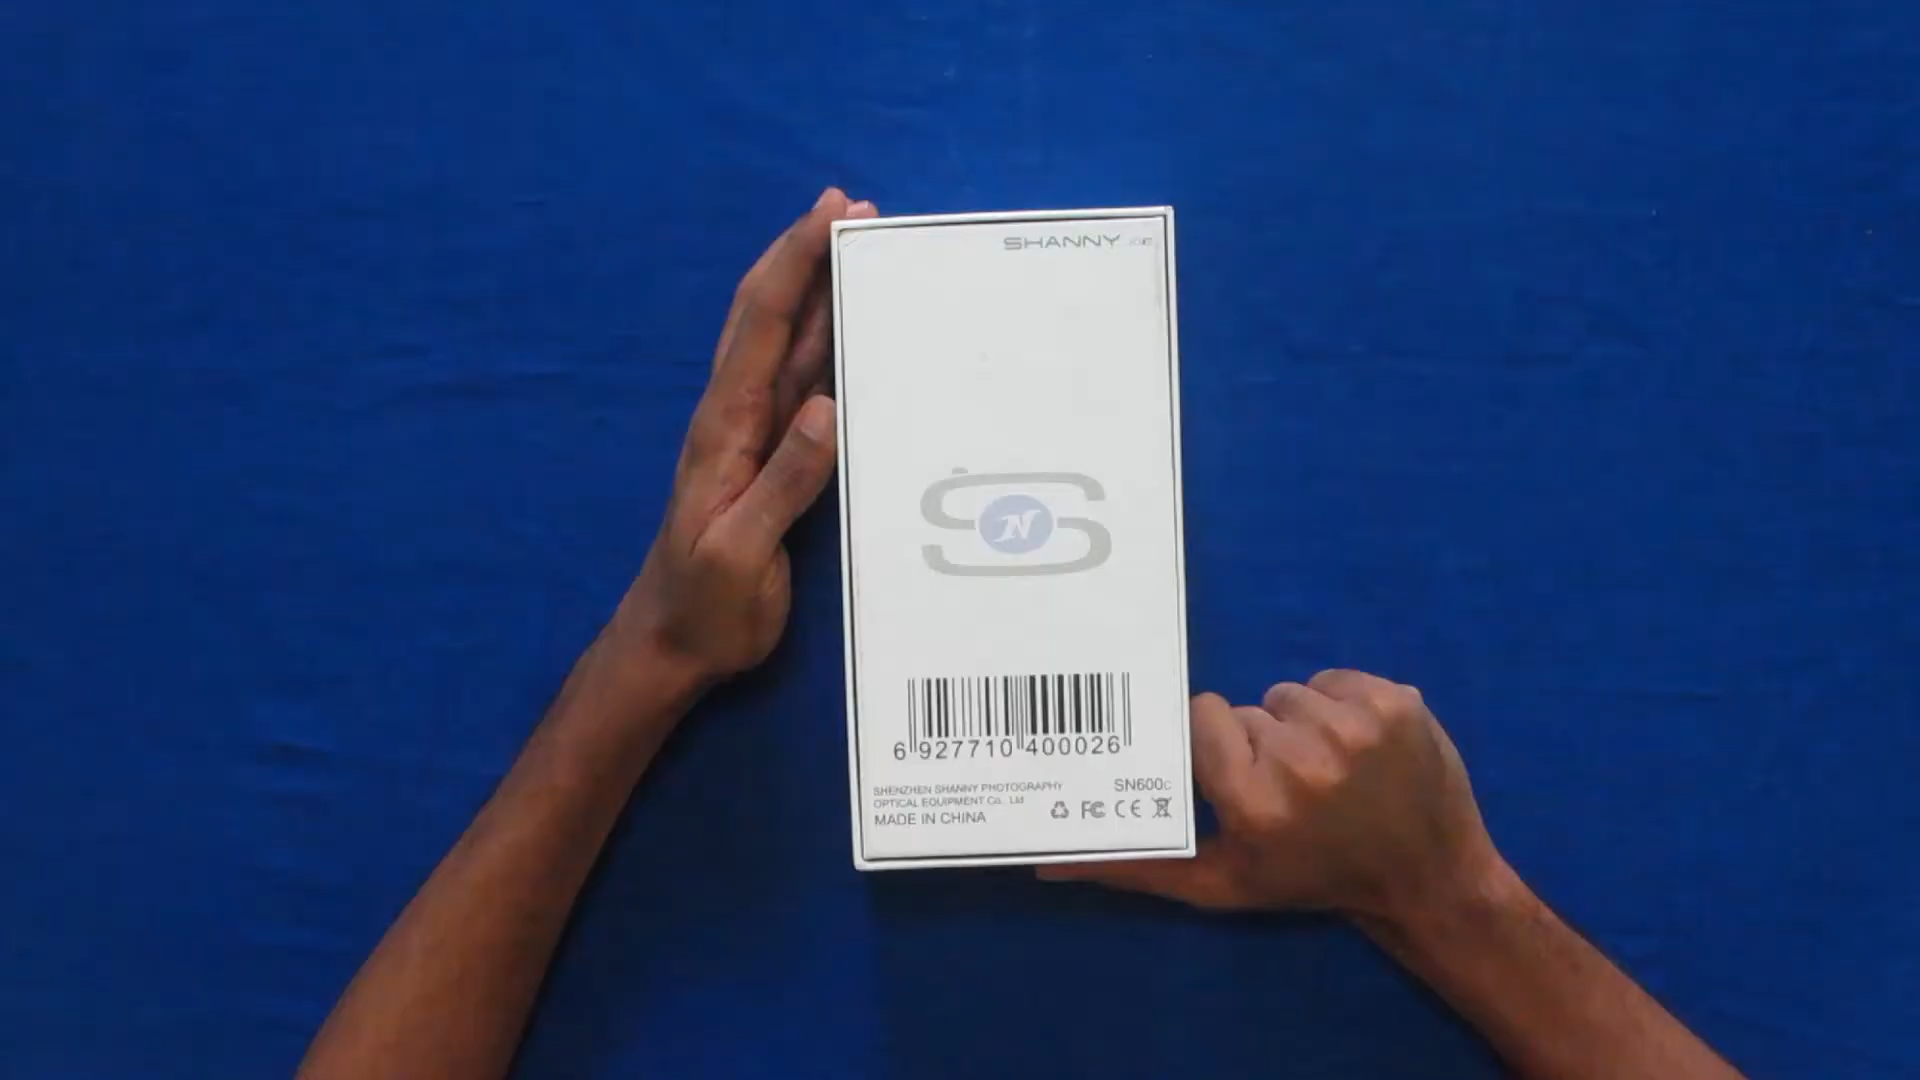 SHANNY
S N
6 927710 400026
SHENZHEN SHANNY PHOTOGRAPHY
OPTICAL EQUIPMENT Co., Ltd
MADE IN CHINA
SN600C
FC CE